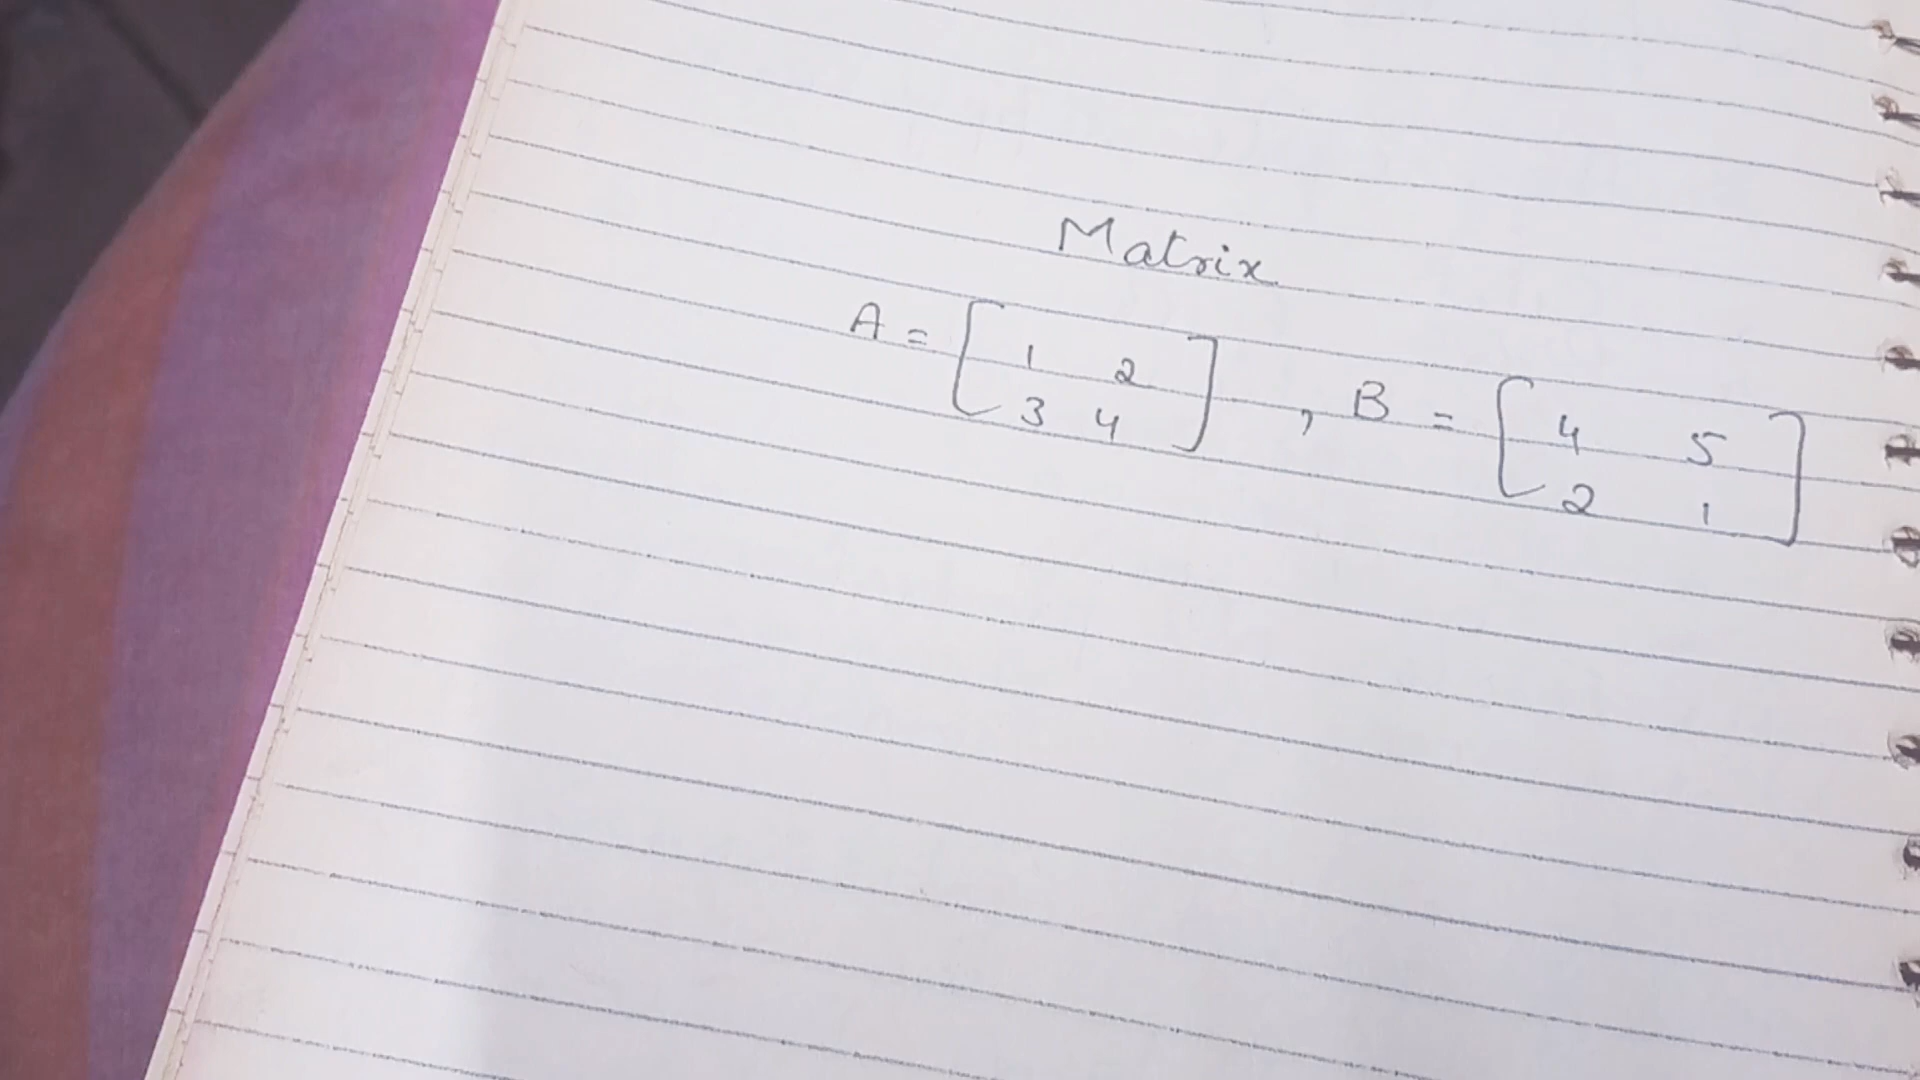 Matrix
A = [ 1 2
3 4 ] , B = [ 4 5
2 1 ]